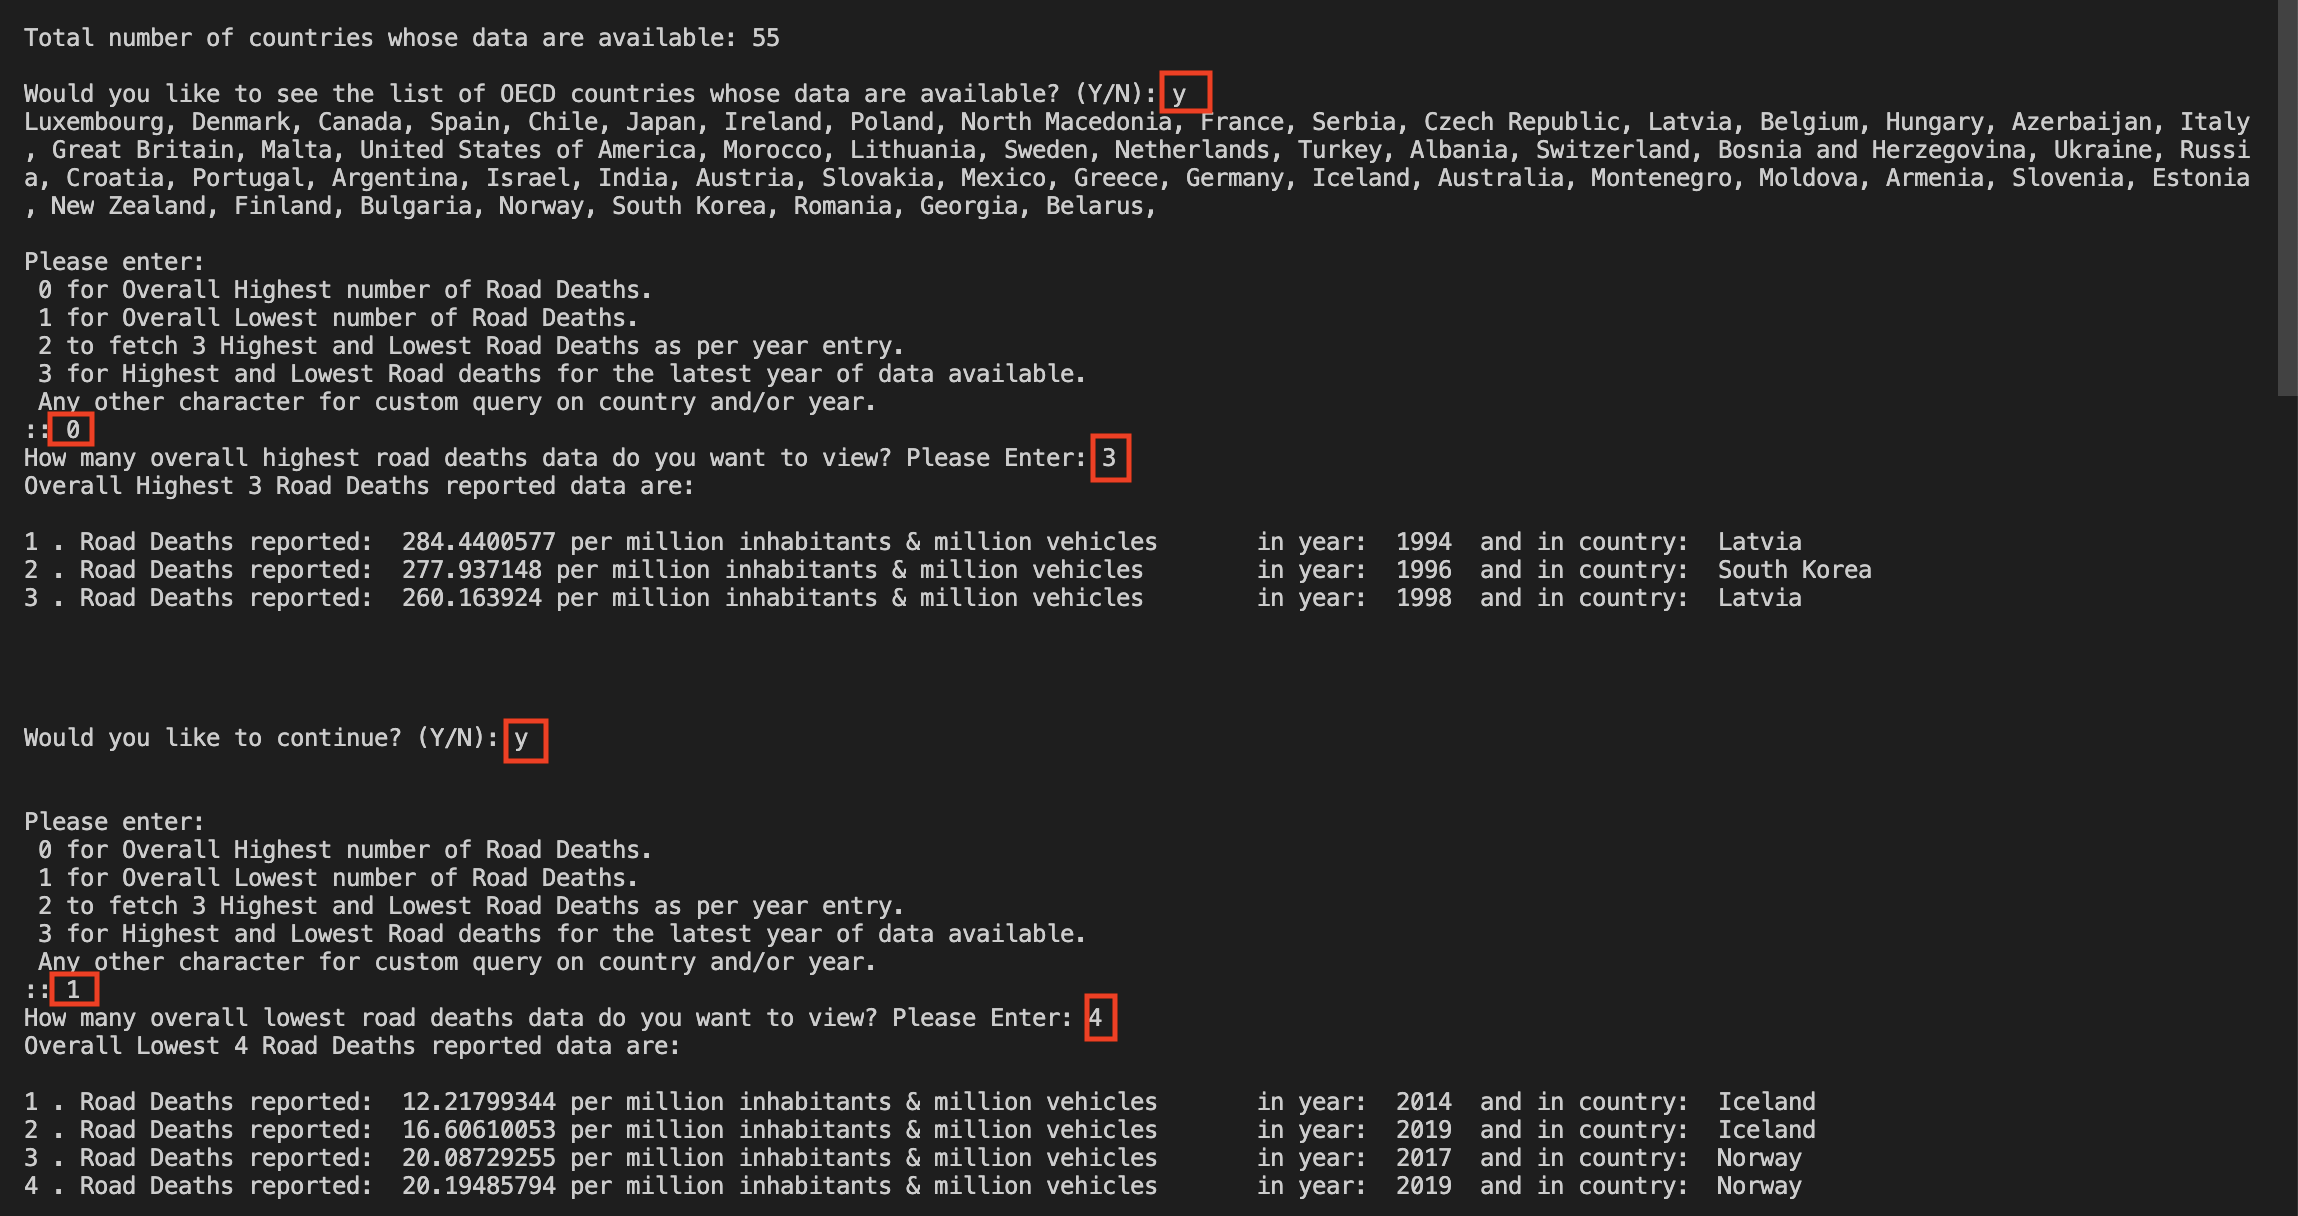 Total number of countries whose data are available: 55
Would you like to see the list of OECD countries whose data are available? (Y/N): y
Luxembourg, Denmark, Canada, Spain, Chile, Japan, Ireland, Poland, North Macedonia, France, Serbia, Czech Republic, Latvia, Belgium, Hungary, Azerbaijan, Italy
, Great Britain, Malta, United States of America, Morocco, Lithuania, Sweden, Netherlands, Turkey, Albania, Switzerland, Bosnia and Herzegovina, Ukraine, Russi
a, Croatia, Portugal, Argentina, Israel, India, Austria, Slovakia, Mexico, Greece, Germany, Iceland, Australia, Montenegro, Moldova, Armenia, Slovenia, Estonia
, New Zealand, Finland, Bulgaria, Norway, South Korea, Romania, Georgia, Belarus,
Please enter:
0 for Overall Highest number of Road Deaths.
1 for Overall Lowest number of Road Deaths.
2 to fetch 3 Highest and Lowest Road Deaths as per year entry.
3 for Highest and Lowest Road deaths for the latest year of data available.
Any other character for custom query on country and/or year.
:: 0
How many overall highest road deaths data do you want to view? Please Enter: 3
Overall Highest 3 Road Deaths reported data are:
1 . Road Deaths reported:  284.4400577 per million inhabitants & million vehicles       in year:  1994  and in country:  Latvia
2 . Road Deaths reported:  277.937148 per million inhabitants & million vehicles        in year:  1996  and in country:  South Korea
3 . Road Deaths reported:  260.163924 per million inhabitants & million vehicles        in year:  1998  and in country:  Latvia
Would you like to continue? (Y/N): y
Please enter:
0 for Overall Highest number of Road Deaths.
1 for Overall Lowest number of Road Deaths.
2 to fetch 3 Highest and Lowest Road Deaths as per year entry.
3 for Highest and Lowest Road deaths for the latest year of data available.
Any other character for custom query on country and/or year.
:: 1
How many overall lowest road deaths data do you want to view? Please Enter: 4
Overall Lowest 4 Road Deaths reported data are:
1 . Road Deaths reported:  12.21799344 per million inhabitants & million vehicles       in year:  2014  and in country:  Iceland
2 . Road Deaths reported:  16.60610053 per million inhabitants & million vehicles       in year:  2019  and in country:  Iceland
3 . Road Deaths reported:  20.08729255 per million inhabitants & million vehicles       in year:  2017  and in country:  Norway
4 . Road Deaths reported:  20.19485794 per million inhabitants & million vehicles       in year:  2019  and in country:  Norway